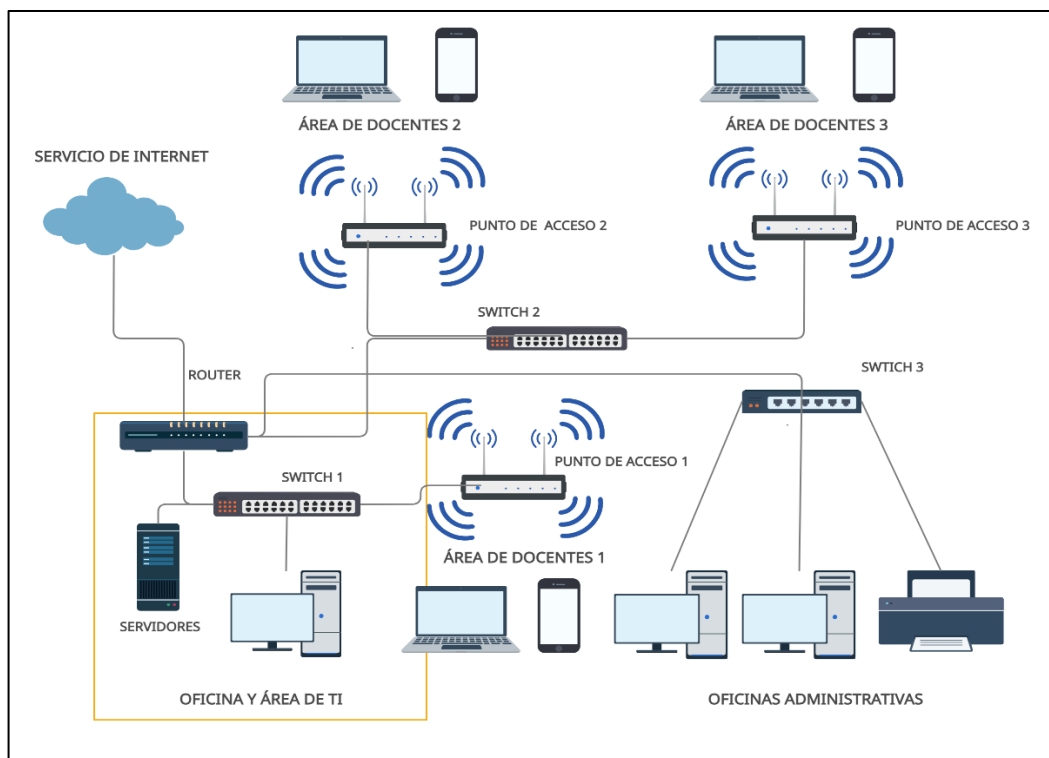 ÁREA DE DOCENTES 2
ÁREA DE DOCENTES 3
SERVICIO DE INTERNET
PUNTO DE ACCESO 2
PUNTO DE ACCESO 3
SWITCH 2
SWTICH 3
ROUTER
SWITCH 1
PUNTO DE ACCESO 1
ÁREA DE DOCENTES 1
SERVIDORES
OFICINA Y ÁREA DE TI
OFICINAS ADMINISTRATIVAS